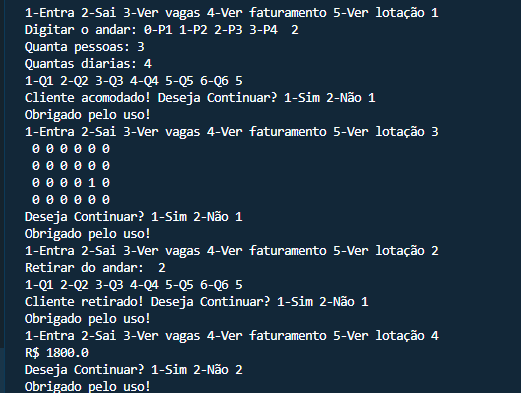 1-Entra 2-Sai 3-Ver vagas 4-Ver faturamento 5-Ver lotação 1
Digitar o andar: 0-P1 1-P2 2-P3 3-P4  2
Quanta pessoas: 3
Quantas diarias: 4
1-Q1 2-Q2 3-Q3 4-Q4 5-Q5 6-Q6 5
Cliente acomodado! Deseja Continuar? 1-Sim 2-Não 1
Obrigado pelo uso!
1-Entra 2-Sai 3-Ver vagas 4-Ver faturamento 5-Ver lotação 3
0 0 0 0 0 0
0 0 0 0 0 0
0 0 0 0 1 0
0 0 0 0 0 0
Deseja Continuar? 1-Sim 2-Não 1
Obrigado pelo uso!
1-Entra 2-Sai 3-Ver vagas 4-Ver faturamento 5-Ver lotação 2
Retirar do andar:  2
1-Q1 2-Q2 3-Q3 4-Q4 5-Q5 6-Q6 5
Cliente retirado! Deseja Continuar? 1-Sim 2-Não 1
Obrigado pelo uso!
1-Entra 2-Sai 3-Ver vagas 4-Ver faturamento 5-Ver lotação 4
R$ 1800.0
Deseja Continuar? 1-Sim 2-Não 2
Obrigado pelo uso!